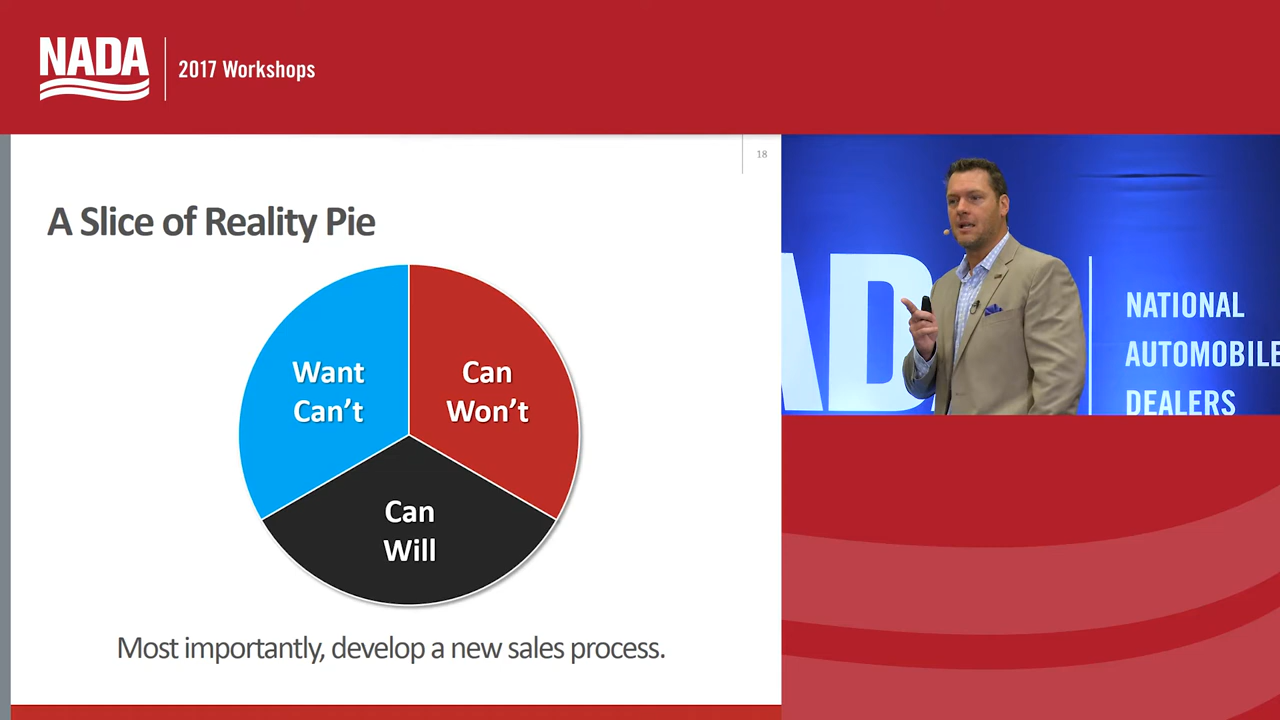 NADA
2017 Workshops
18
A Slice of Reality Pie
Want
Can't
Can
Won't
Can
Will
Most importantly, develop a new sales process.
ADA
NATIONAL
AUTOMOBILE
DEALERS